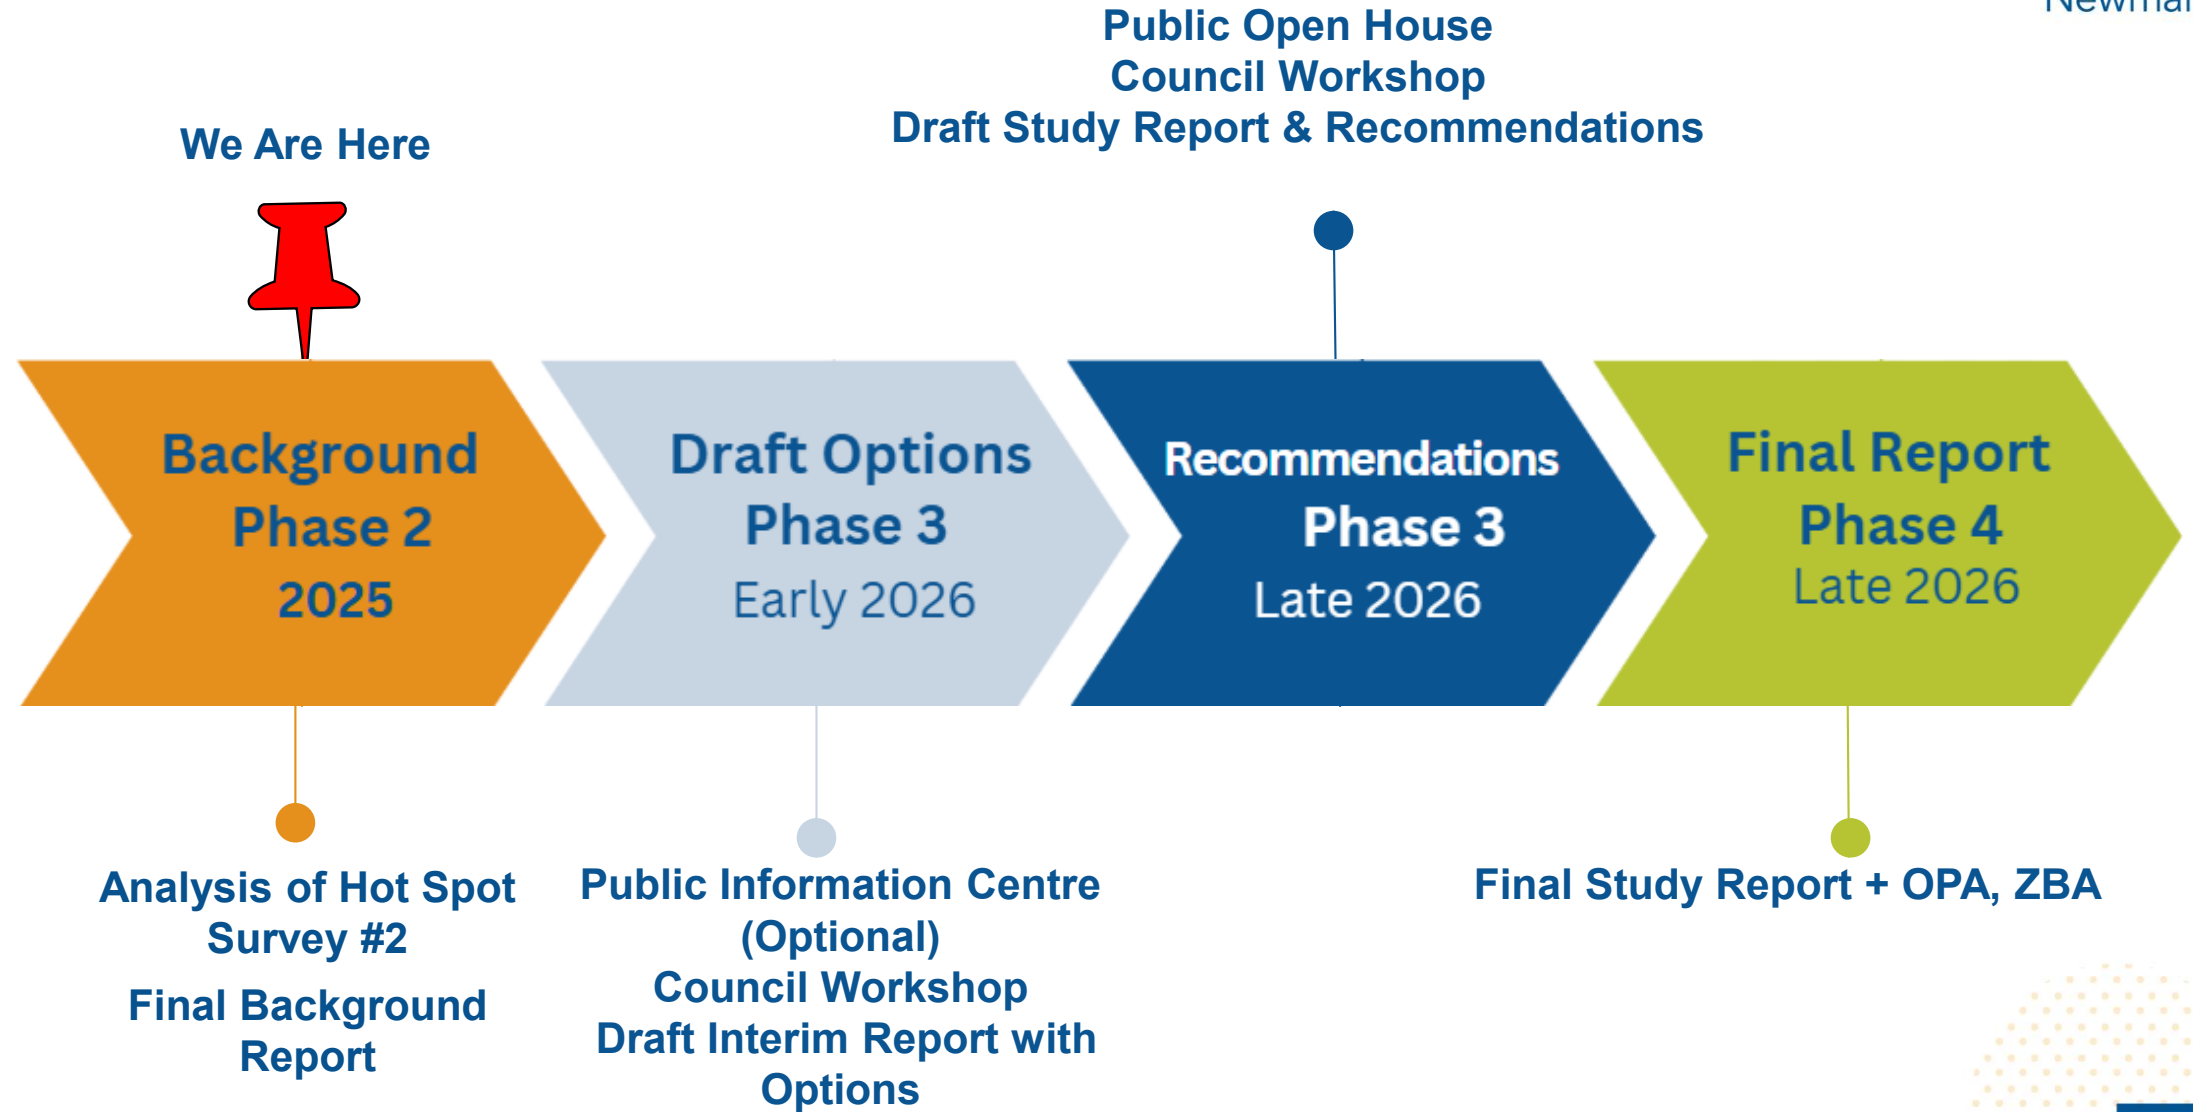 Public Open House
Council Workshop
Draft Study Report & Recommendations
We Are Here
Background
Phase 2
2025
Draft Options
Phase 3
Early 2026
Recommendations
Phase 3
Late 2026
Final Report
Phase 4
Late 2026
Analysis of Hot Spot
Survey #2
Final Background
Report
Public Information Centre
(Optional)
Council Workshop
Draft Interim Report with
Options
Final Study Report + OPA, ZBA